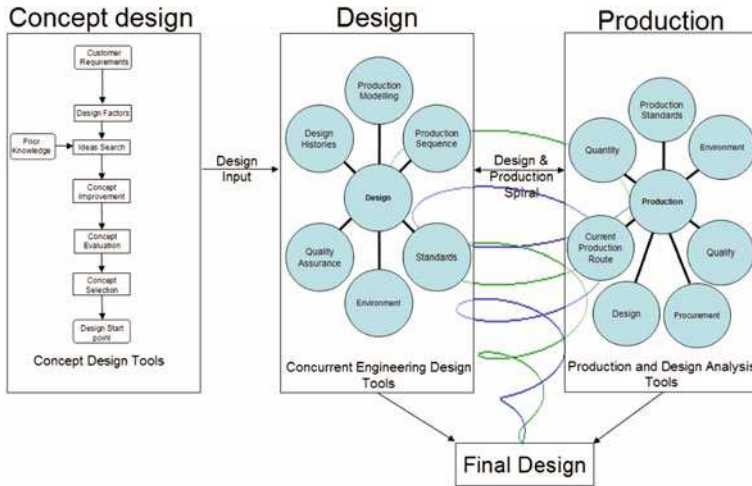 Concept design
Customer
Requirements
Design Factors
Prior
Knowledge
Ideas Search
Concept
Improvement
Concept
Evaluation
Concept
Selection
Design Start
point
Concept Design Tools
Design
Input
Design
Production
Modelling
Design
Histories
Production
Sequence
Design
Quality
Assurance
Standards
Environment
Concurrent Engineering Design
Tools
Design &
Production
Spiral
Production
Production
Standards
Quantity
Environment
Production
Current
Production
Route
Quality
Design
Procurement
Production and Design Analysis
Tools
Final Design